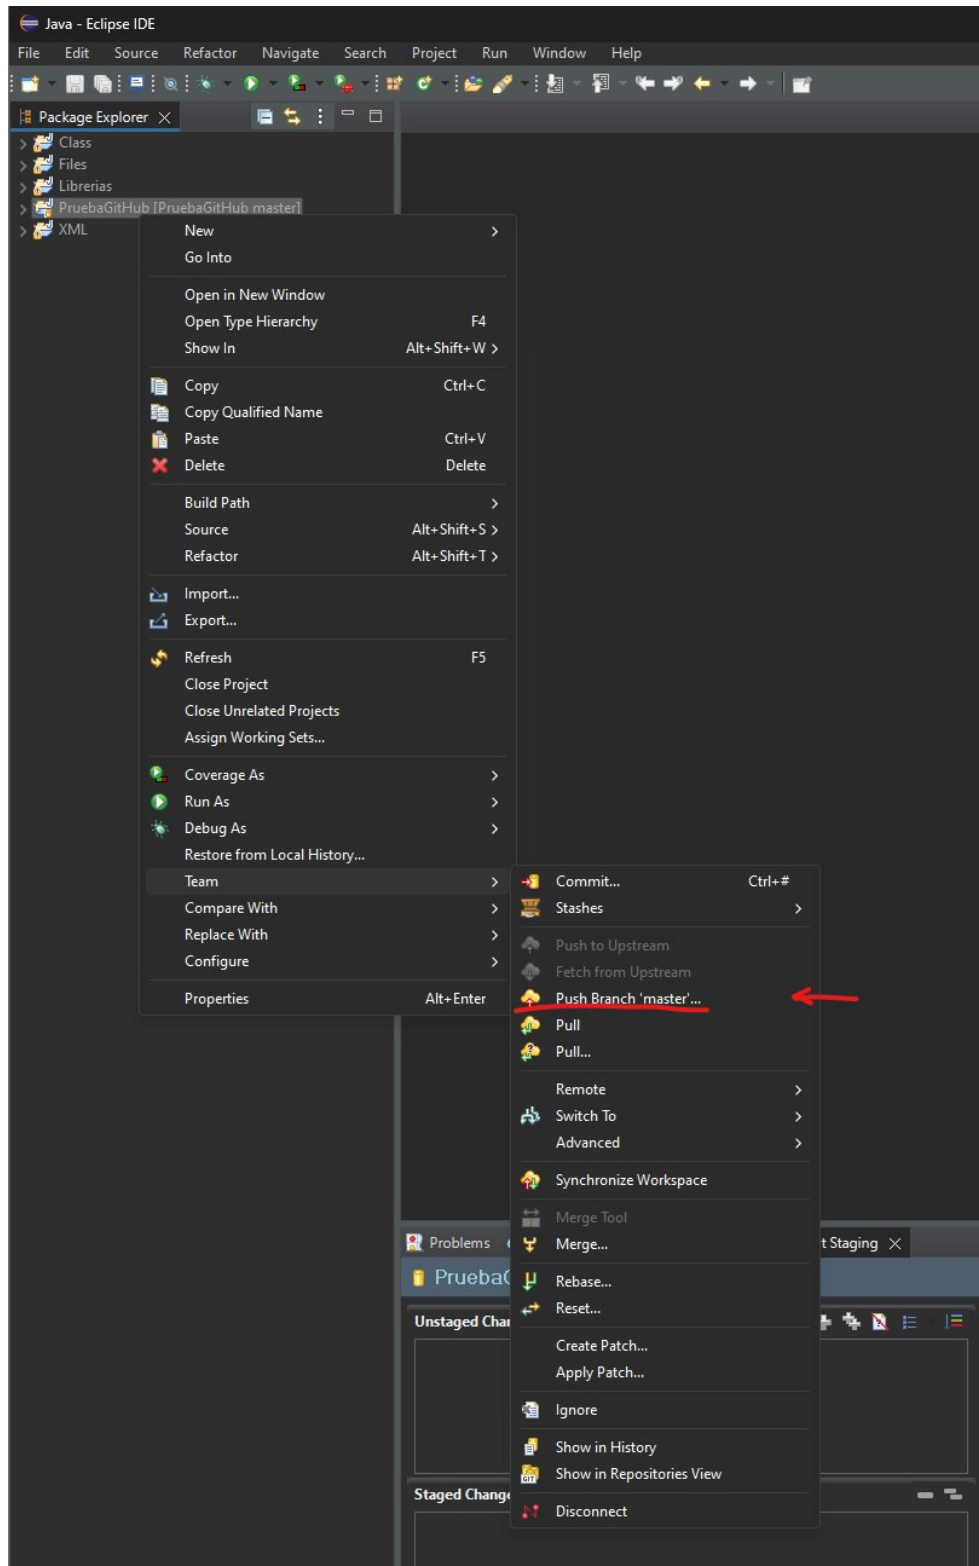 Java - Eclipse IDE
File Edit Source Refactor Navigate Search Project Run Window Help
Package Explorer
Class
Files
Librerias
PruebaGitHub [PruebaGitHub master]
XML
New
Go Into
Open in New Window
Open Type Hierarchy F4
Show In Alt+Shift+W
Copy Ctrl+C
Copy Qualified Name
Paste Ctrl+V
Delete Delete
Build Path
Source Alt+Shift+S
Refactor Alt+Shift+T
Import...
Export...
Refresh F5
Close Project
Close Unrelated Projects
Assign Working Sets...
Coverage As
Run As
Debug As
Restore from Local History...
Team
Compare With
Replace With
Configure
Properties Alt+Enter
Commit... Ctrl+#
Stashes
Push to Upstream
Fetch from Upstream
Push Branch 'master'...
Pull
Pull...
Remote
Switch To
Advanced
Synchronize Workspace
Merge Tool
Merge...
Rebase...
Reset...
Create Patch...
Apply Patch...
Ignore
Show in History
GIT Show in Repositories View
Disconnect
Problems t Staging
PruebaG
Unstaged Chan
Staged Change